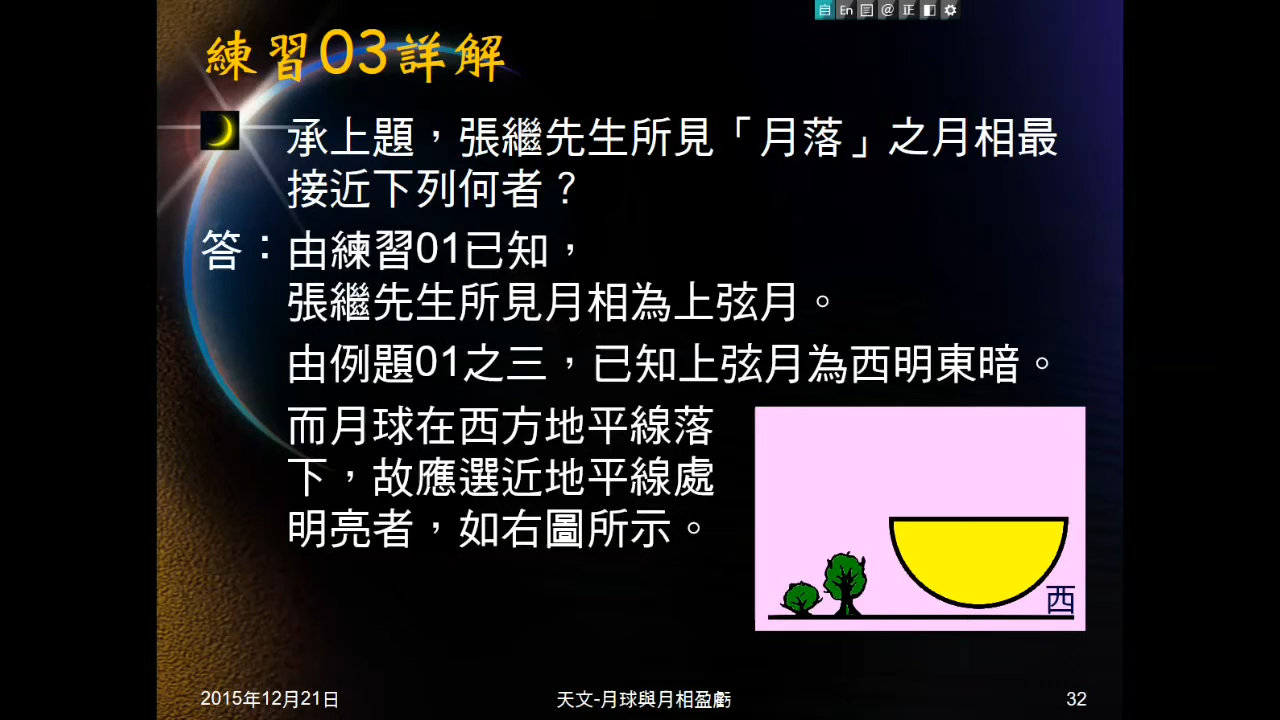 自 En @ 正
練習03詳解
承上題，張繼先生所見「月落」之月相最
接近下列何者？
答：由練習01已知，
張繼先生所見月相為上弦月。
由例題01之三，已知上弦月為西明東暗。
而月球在西方地平線落
下，故應選近地平線處
明亮者，如右圖所示。
西
2015年12月21日
天文-月球與月相盈虧
32